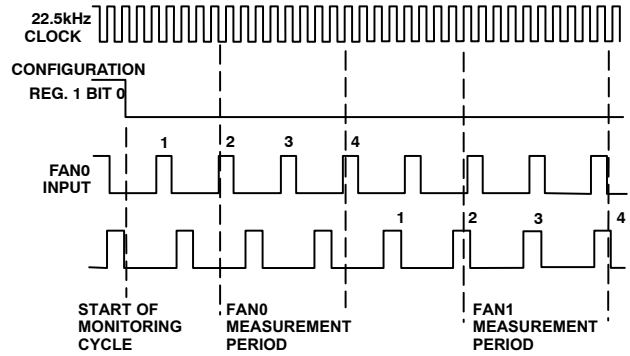 22.5kHz
CLOCK
CONFIGURATION
REG. 1 BIT 0
1 2 3 4
FAN0
INPUT
1 2 3 4
START OF
MONITORING
CYCLE
FAN0
MEASUREMENT
PERIOD
FAN1
MEASUREMENT
PERIOD